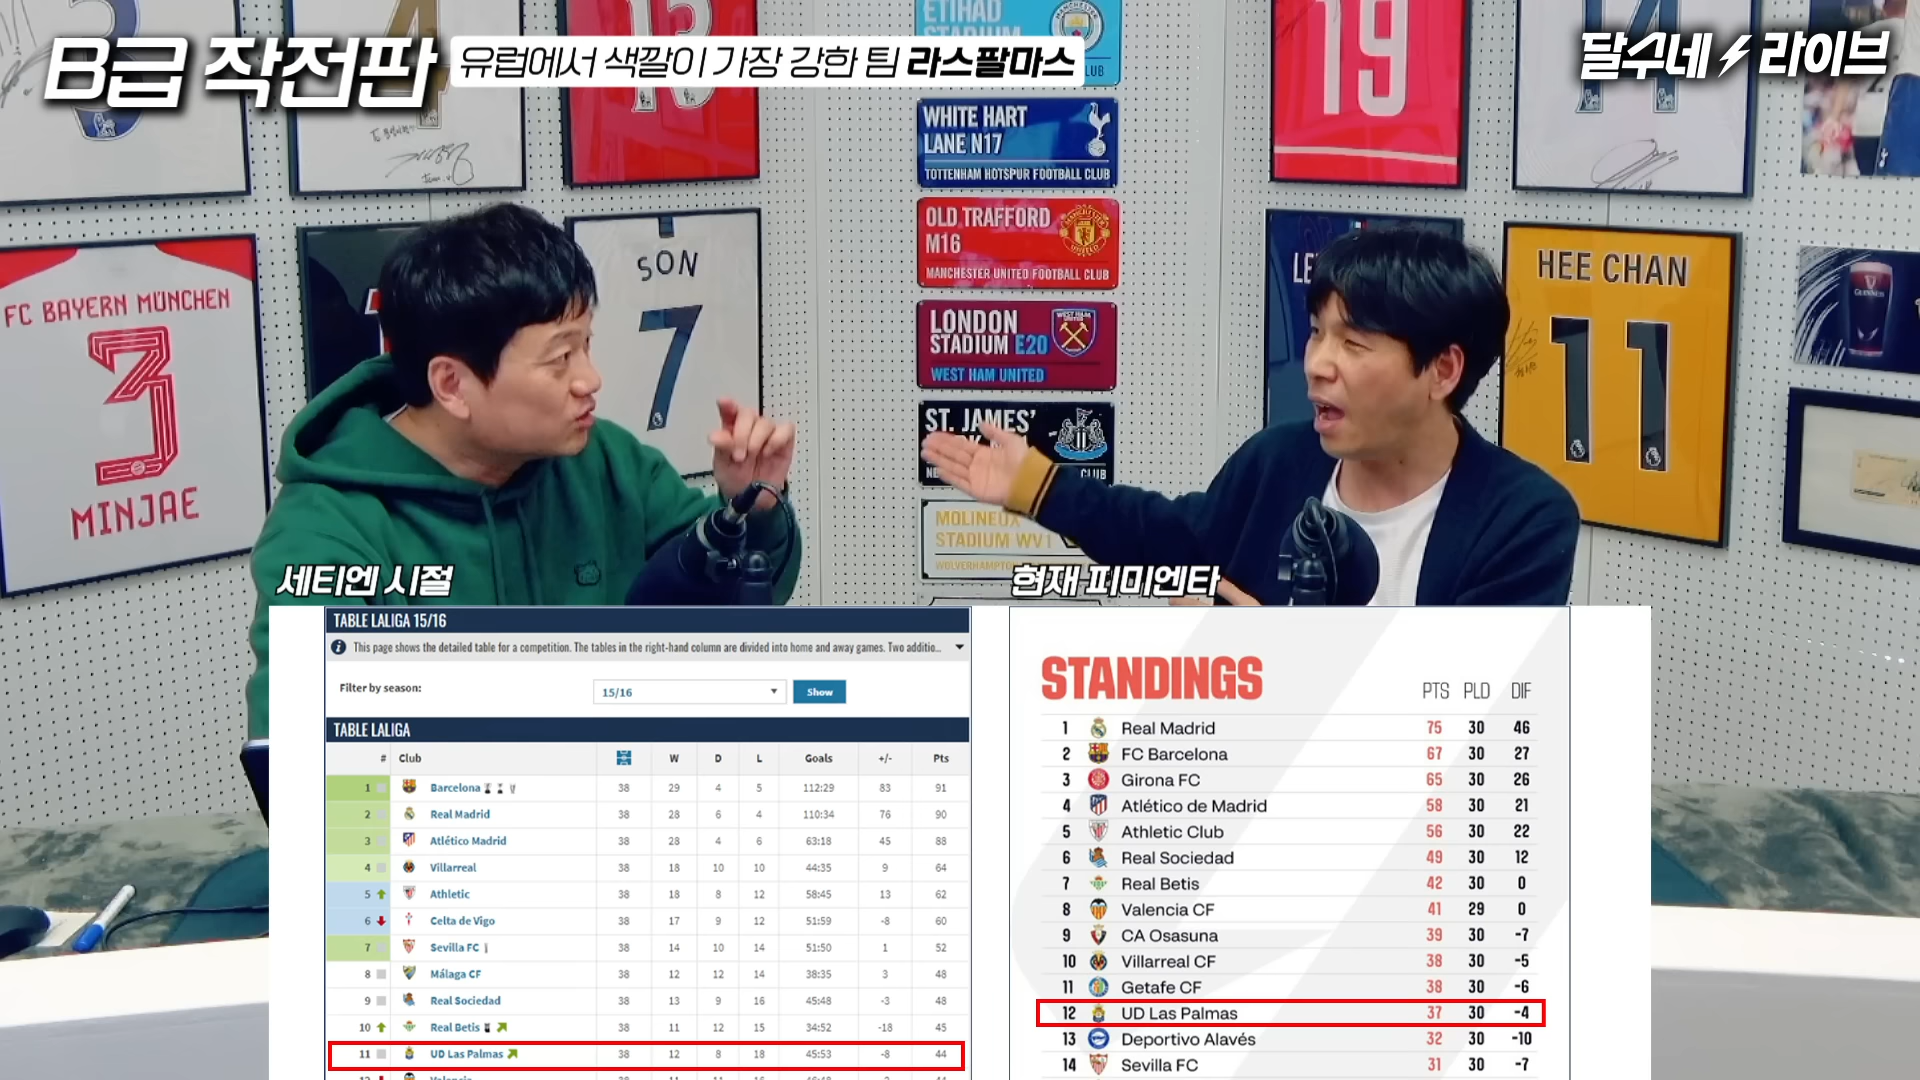 B급 작전판
유럽에서 색깔이 가장 강한 팀 라스팔마스
달수네 라이브
ETIHAD
STADIUM
MANCHESTER
CITY
CLUB
WHITE HART
LANE N17
TOTTENHAM HOTSPUR FOOTBALL CLUB
OLD TRAFFORD
M16
MANCHESTER UNITED FOOTBALL CLUB
LONDON
STADIUM E20
WEST HAM UNITED
ST. JAMES'
CLUB
MOLINEUX
STADIUM WV1
WOLVERHAMPTON
13
19
14
FC BAYERN MÜNCHEN
3
MINJAE
SON
7
HEE CHAN
11
GUINNESS
세티엔 시절
현재 피미엔타
TABLE LALIGA 15/16
This page shows the detailed table for a competition. The tables in the right-hand column are divided into home and away games. Two additio...
Filter by season:
15/16
Show
TABLE LALIGA
# Club W D L Goals +/- Pts
1 Barcelona 38 29 4 5 112:29 83 91
2 Real Madrid 38 28 6 4 110:34 76 90
3 Atlético Madrid 38 28 4 6 63:18 45 88
4 Villarreal 38 18 10 10 44:35 9 64
5 Athletic 38 18 8 12 58:45 13 62
6 Celta de Vigo 38 17 9 12 51:59 -8 60
7 Sevilla FC 38 14 10 14 51:50 1 52
8 Málaga CF 38 12 12 14 38:35 3 48
9 Real Sociedad 38 13 9 16 45:48 -3 48
10 Real Betis 38 11 12 15 34:52 -18 45
11 UD Las Palmas 38 12 8 18 45:53 -8 44
STANDINGS
PTS PLD DIF
1 Real Madrid 75 30 46
2 FC Barcelona 67 30 27
3 Girona FC 65 30 26
4 Atlético de Madrid 58 30 21
5 Athletic Club 56 30 22
6 Real Sociedad 49 30 12
7 Real Betis 42 30 0
8 Valencia CF 41 29 0
9 CA Osasuna 39 30 -7
10 Villarreal CF 38 30 -5
11 Getafe CF 38 30 -6
12 UD Las Palmas 37 30 -4
13 Deportivo Alavés 32 30 -10
14 Sevilla FC 31 30 -7